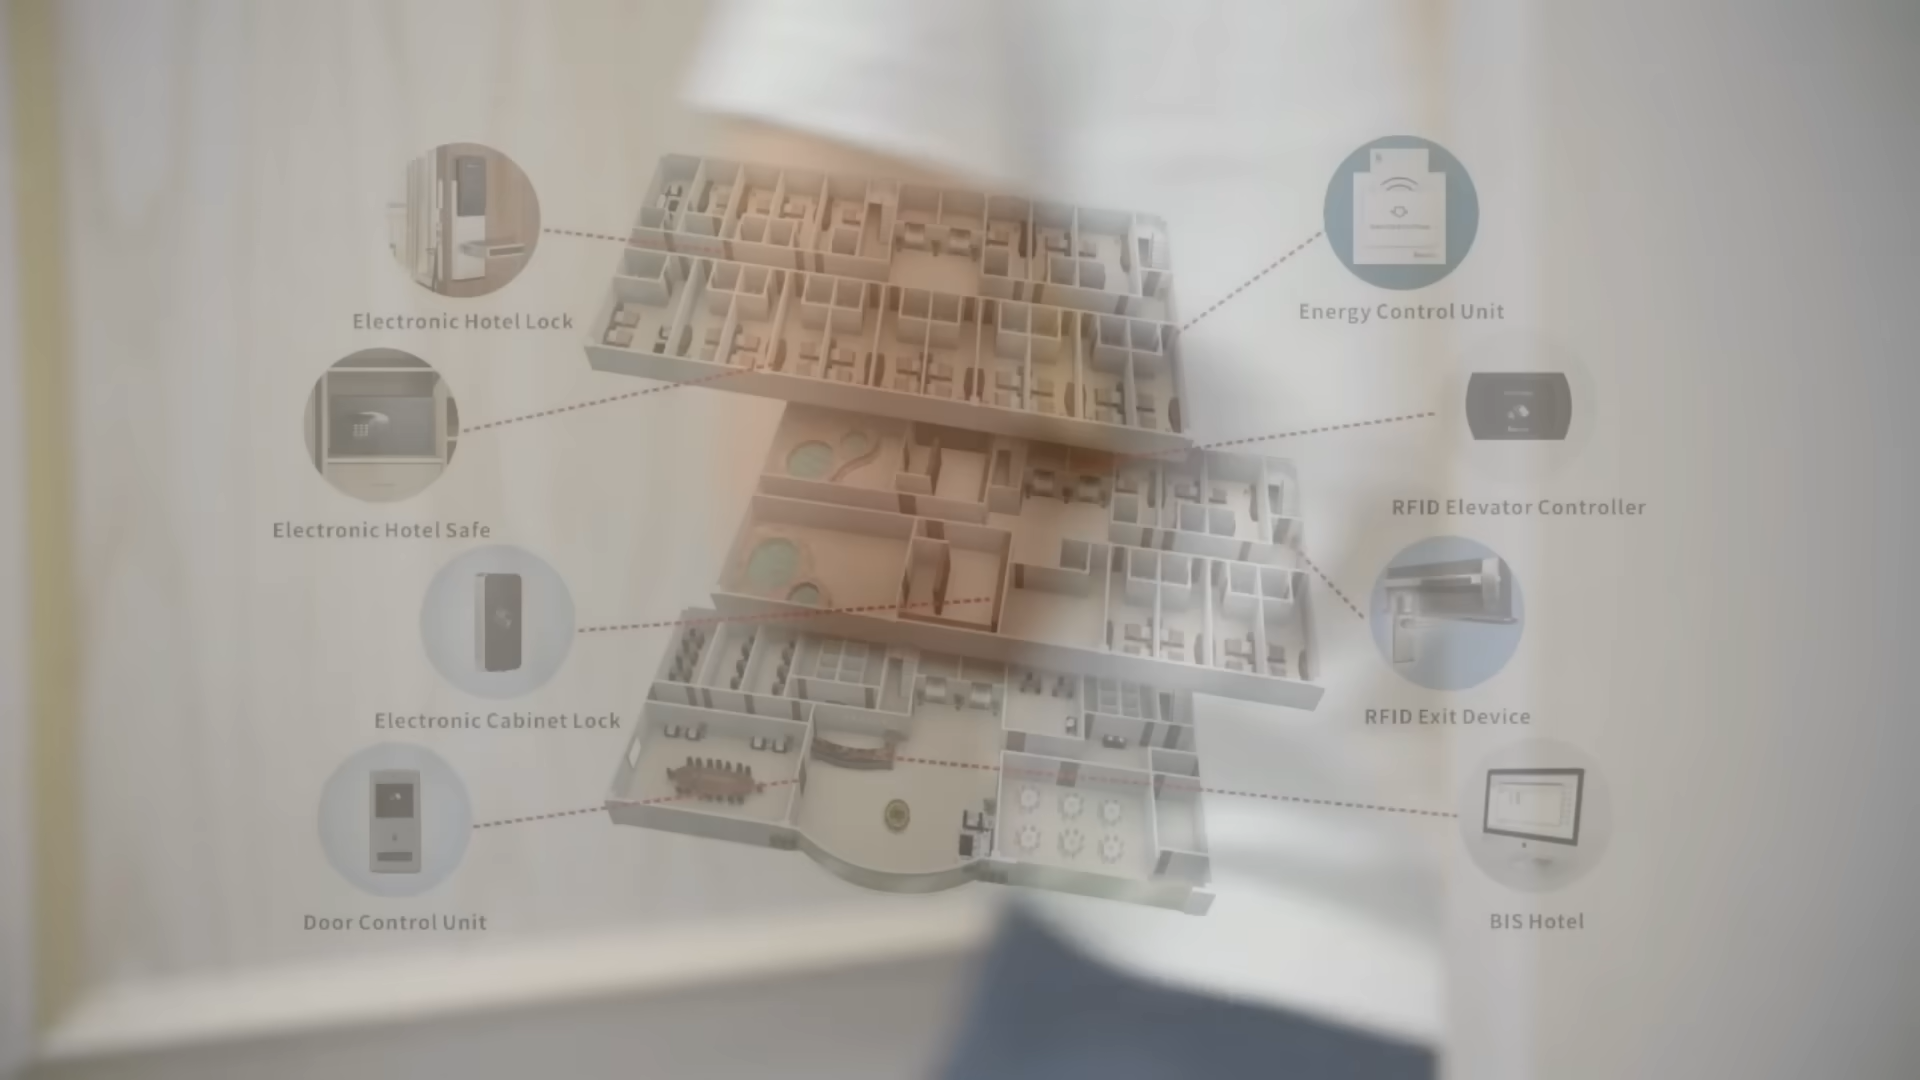 Electronic Hotel Lock
Energy Control Unit
Electronic Hotel Safe
RFID Elevator Controller
Electronic Cabinet Lock
RFID Exit Device
Door Control Unit
BIS Hotel